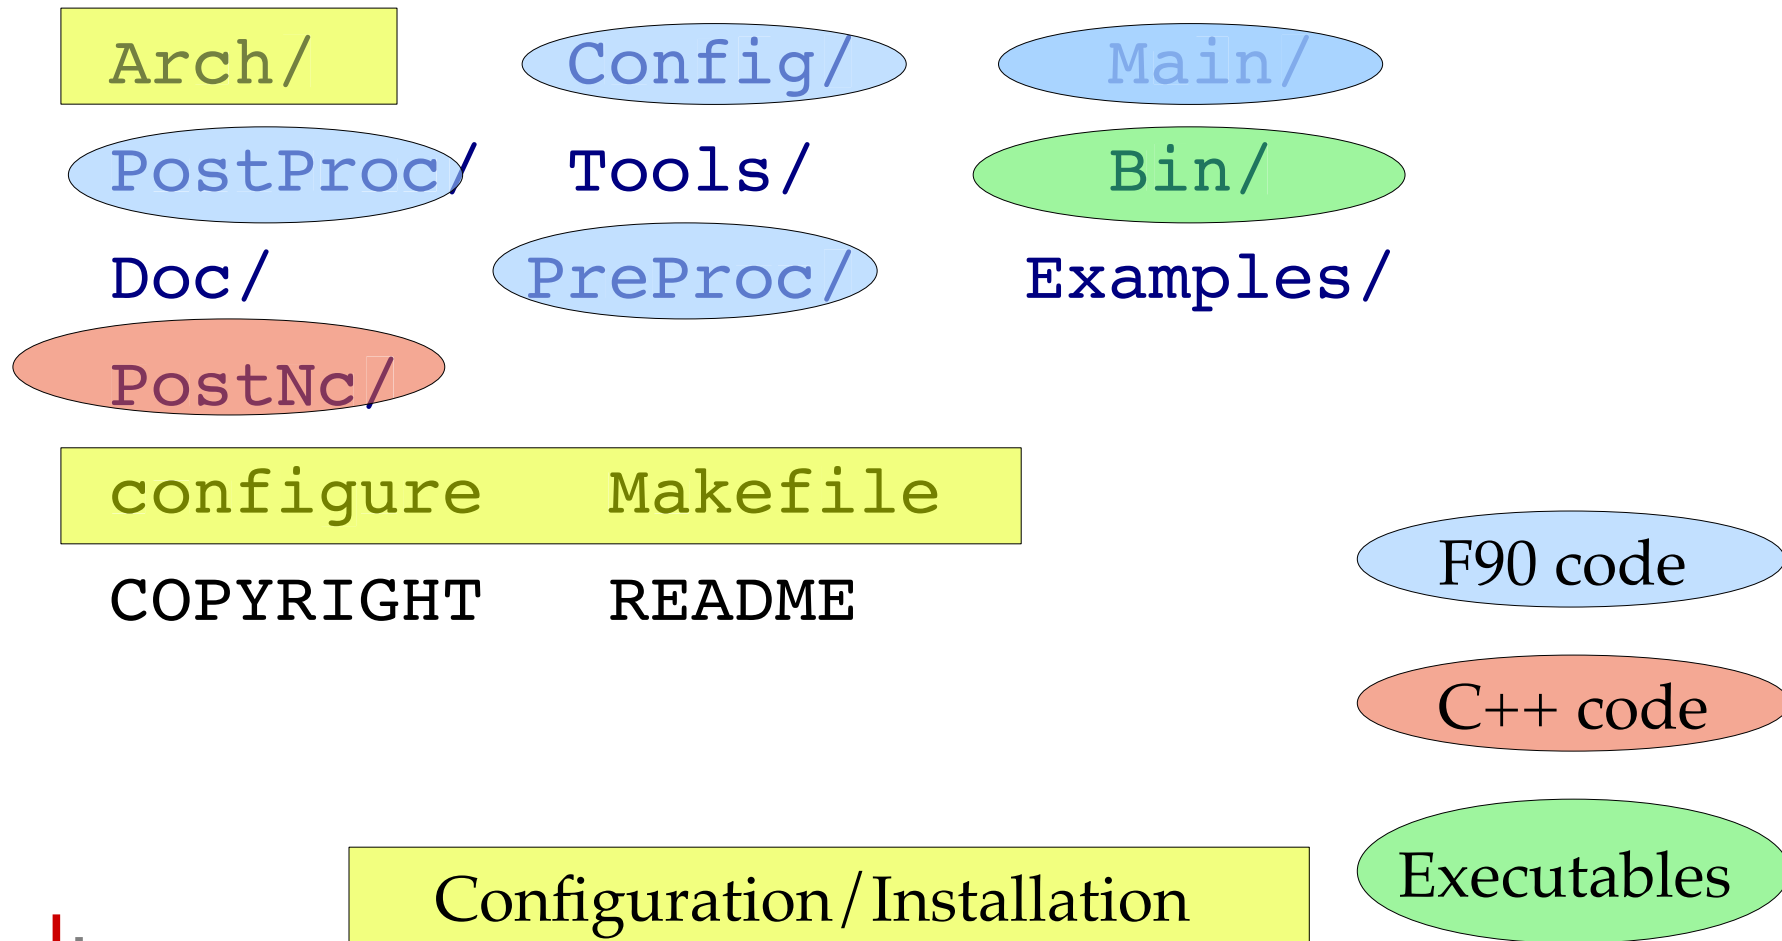 Arch/ Config/ Main/
PostProc/ Tools/ Bin/
Doc/ PreProc/ Examples/
PostNc/
configure Makefile
COPYRIGHT README
F90 code
C++ code
Executables
Configuration/Installation